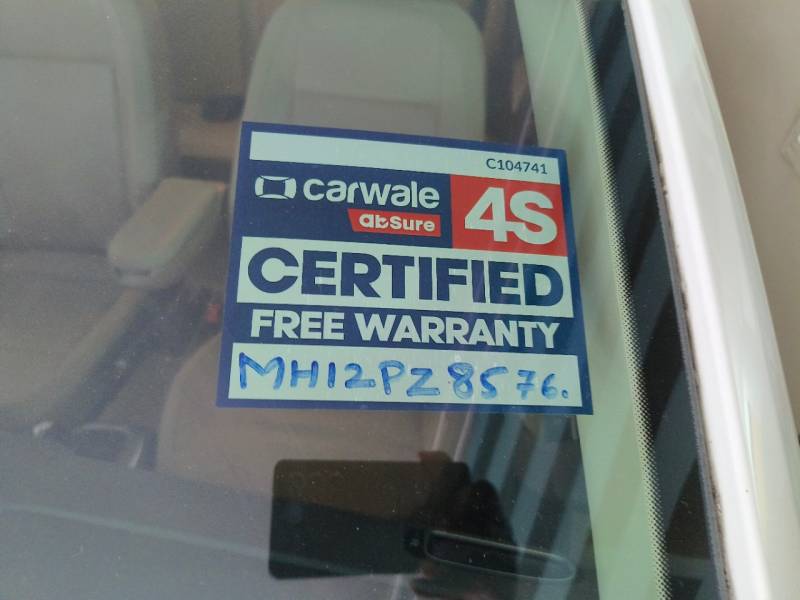 C104741
carwale
absure
4S
CERTIFIED
FREE WARRANTY
MH12PZ8576.